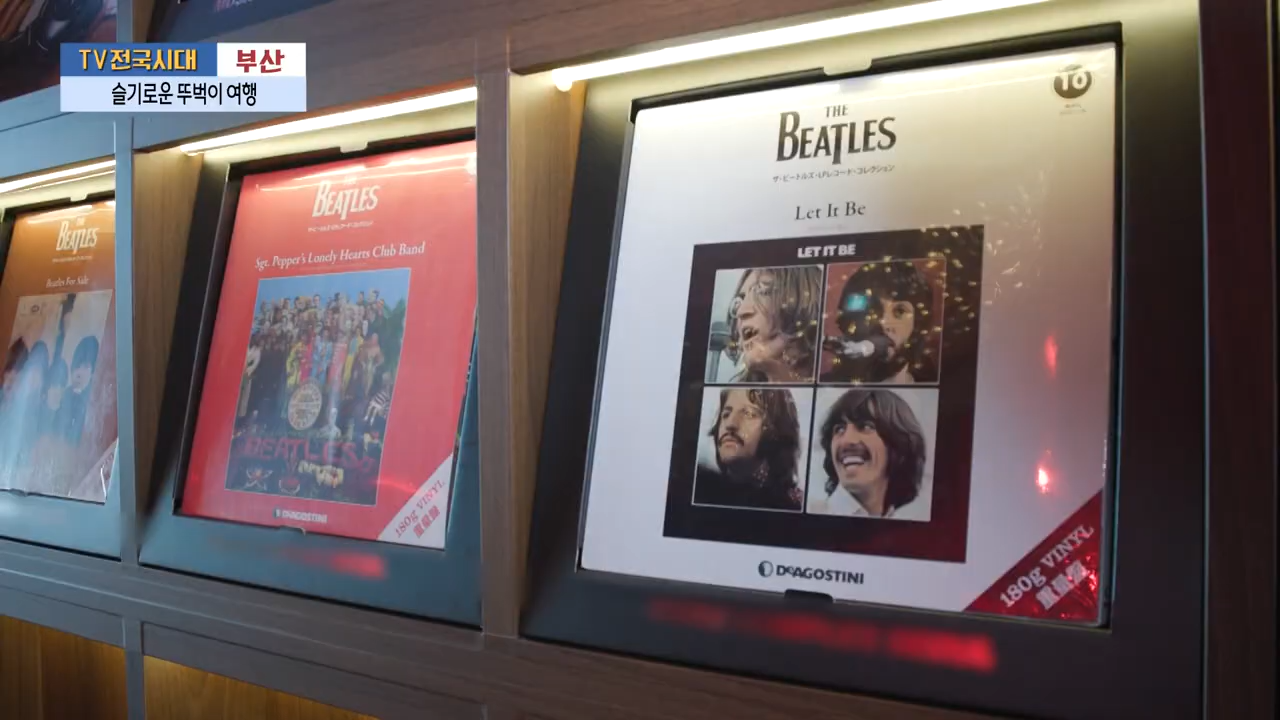 TV전국시대 부산
슬기로운 뚜벅이 여행
THE
BEATLES
Beatles For Sale
THE
BEATLES
Sgt. Pepper's Lonely Hearts Club Band
BEATLES
DEAGOSTINI
180g VINYL
重量盤
THE
BEATLES
ザ・ビートルズ・LPレコード・コレクション
Let It Be
LET IT BE
DEAGOSTINI
180g VINYL
重量盤
TO